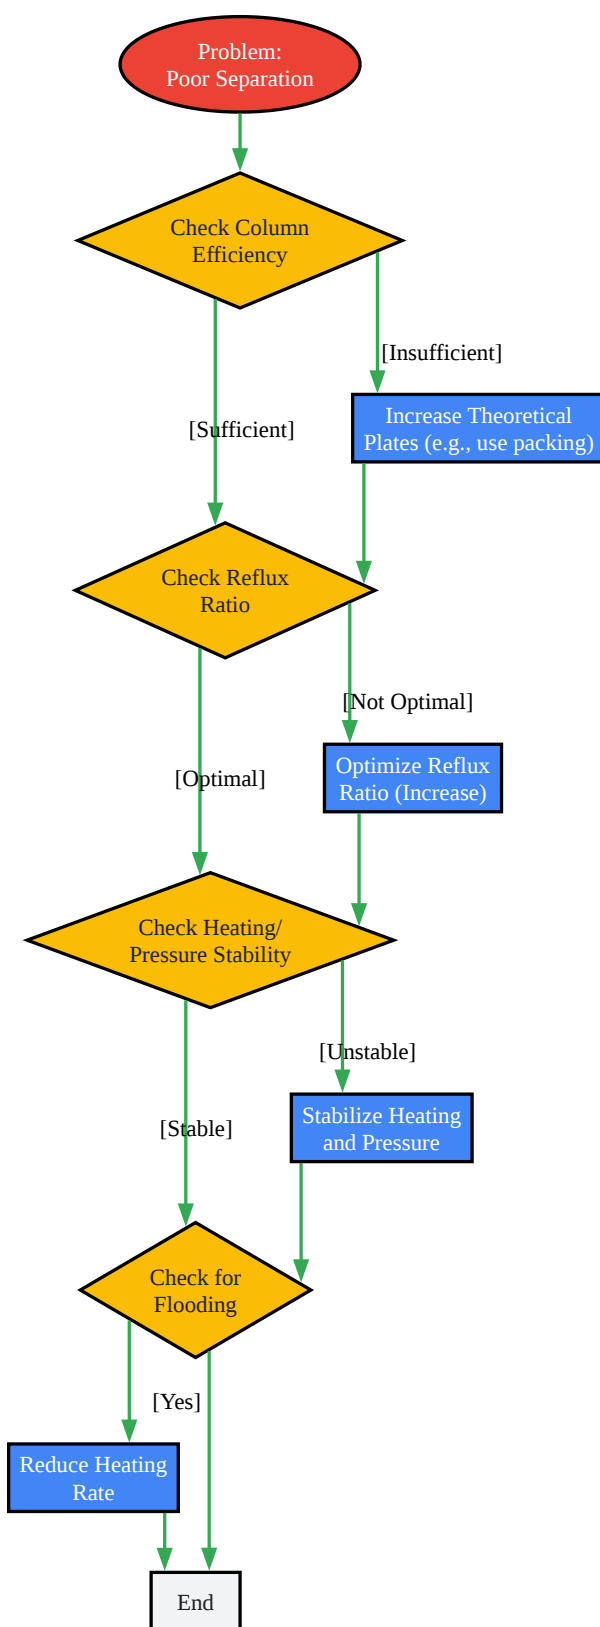 Problem:
Poor Separation
Check Column
Efficiency
[Insufficient]
Increase Theoretical
Plates (e.g., use packing)
[Sufficient]
Check Reflux
Ratio
[Not Optimal]
Optimize Reflux
Ratio (Increase)
[Optimal]
Check Heating/
Pressure Stability
[Unstable]
Stabilize Heating
and Pressure
[Stable]
Check for
Flooding
[Yes]
Reduce Heating
Rate
End